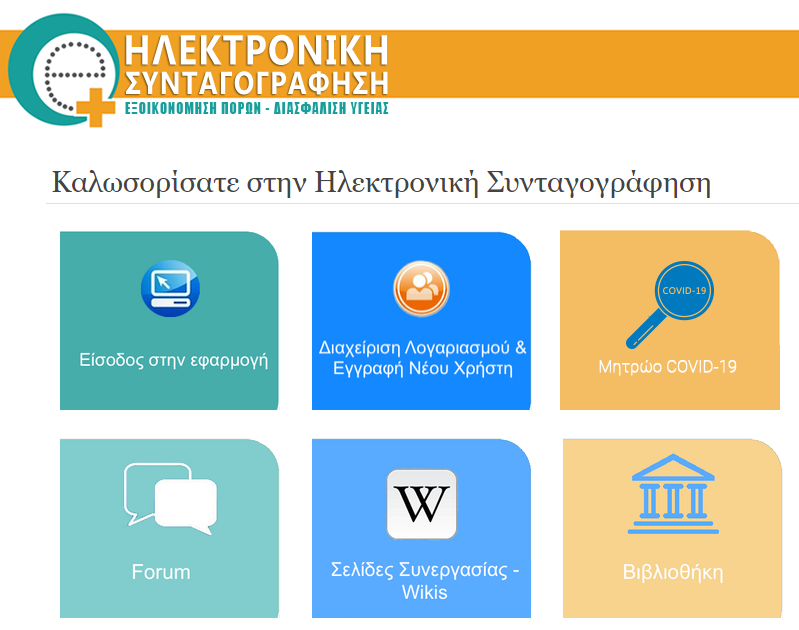 ΗΛΕΚΤΡΟΝΙΚΗ
ΣΥΝΤΑΓΟΓΡΑΦΗΣΗ
ΕΞΟΙΚΟΝΟΜΗΣΗ ΠΟΡΩΝ - ΔΙΑΣΦΑΛΙΣΗ ΥΓΕΙΑΣ
Καλωσορίσατε στην Ηλεκτρονική Συνταγογράφηση
Είσοδος στην εφαρμογή
Διαχείριση Λογαριασμού &
Εγγραφή Νέου Χρήστη
COVID-19
Μητρώο COVID-19
Forum
W
Σελίδες Συνεργασίας -
Wikis
Βιβλιοθήκη